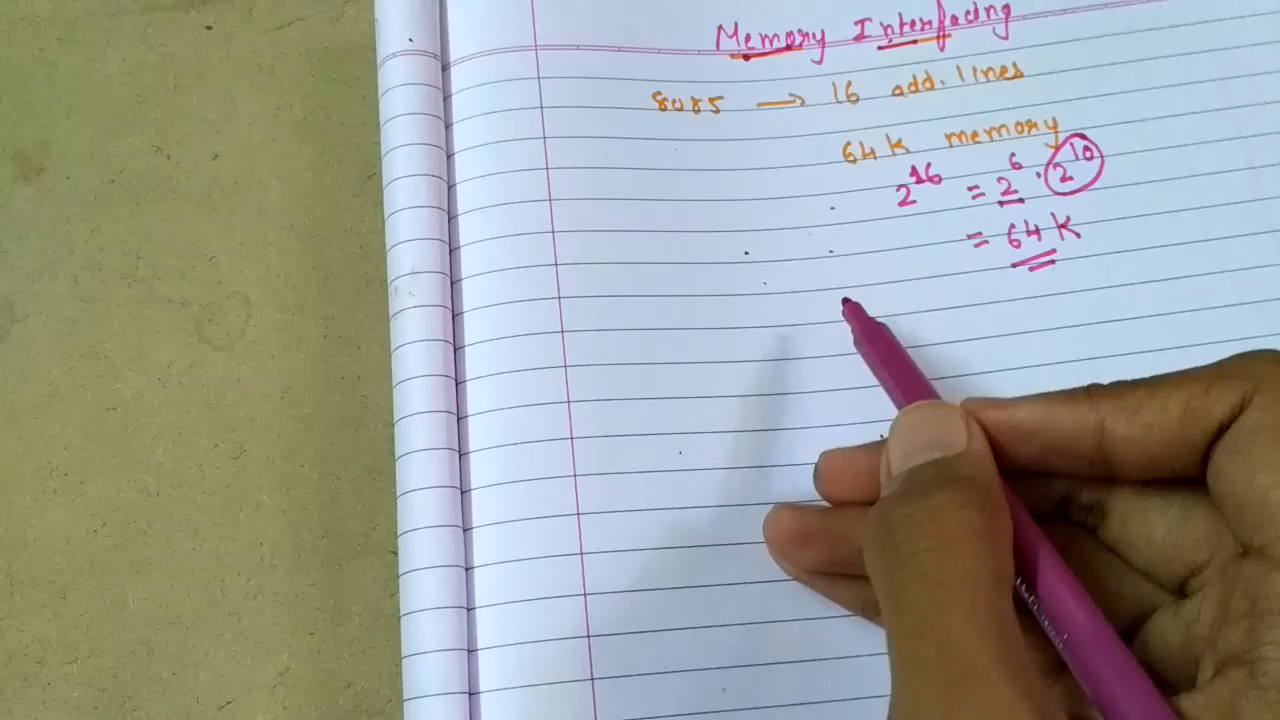 Memory Interfacing
8085 → 16 add. lines
64 K memory
2^16 = 2^6 . 2^10
= 64 K